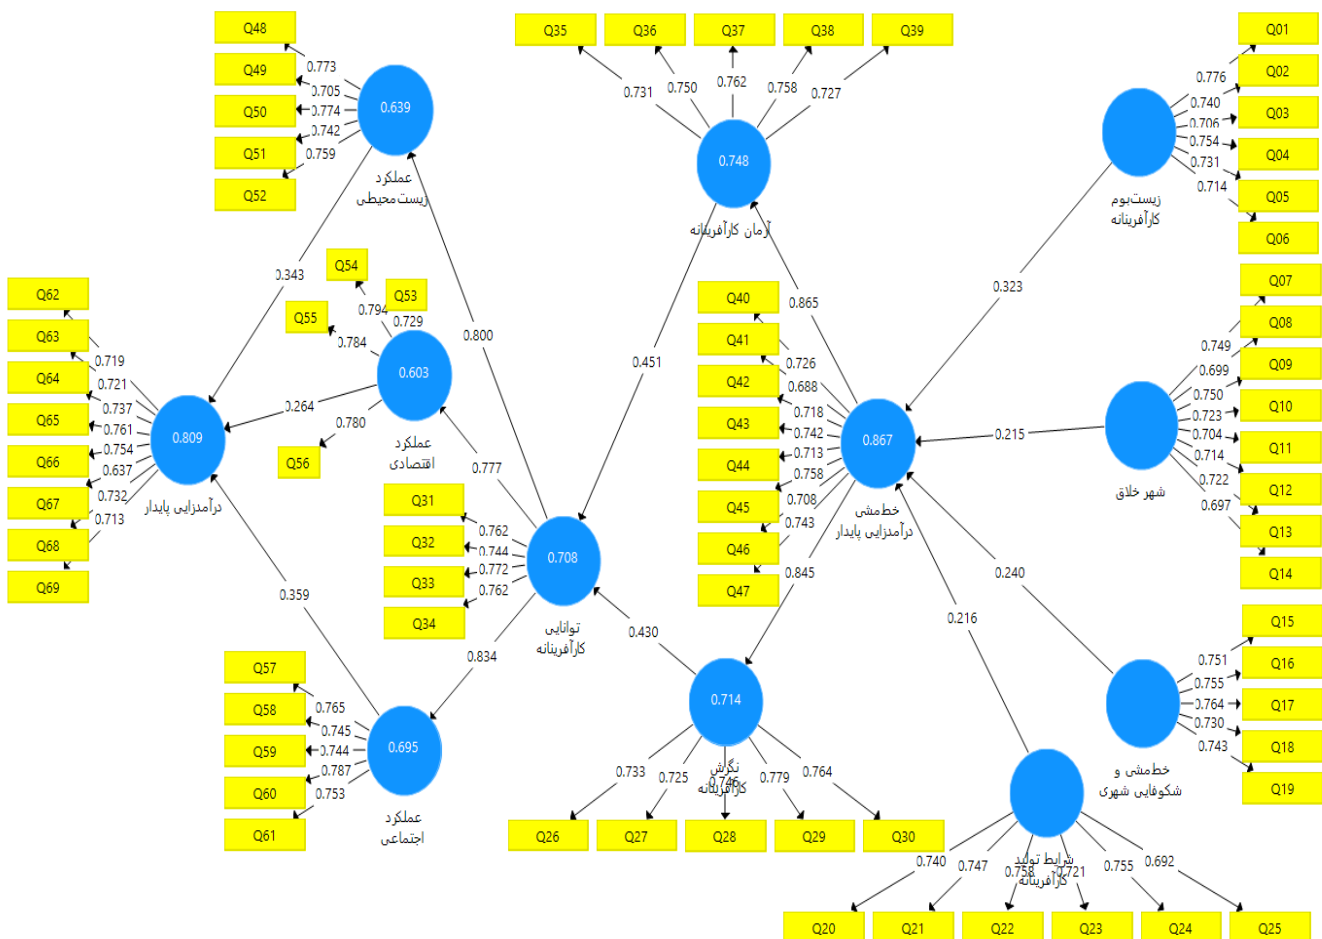 Q48
Q49
Q50
Q51
Q52
0.773
0.705
0.774
0.742
0.759
0.639
عملکرد
زیست‌محیطی
Q35
Q36
Q37
Q38
Q39
0.731
0.750
0.762
0.758
0.727
0.748
آرمان کارآفرینانه
Q01
Q02
Q03
Q04
Q05
Q06
0.776
0.740
0.706
0.754
0.731
0.714
زیست‌بوم
کارآفرینانه
0.343
0.800
0.451
0.865
0.323
Q54
Q53
Q55
Q56
0.794
0.729
0.784
0.780
0.603
عملکرد
اقتصادی
0.264
0.777
Q62
Q63
Q64
Q65
Q66
Q67
Q68
Q69
0.719
0.721
0.737
0.761
0.754
0.637
0.732
0.713
0.809
درآمدزایی پایدار
Q40
Q41
Q42
Q43
Q44
Q45
Q46
Q47
0.726
0.688
0.718
0.742
0.713
0.758
0.708
0.743
0.867
خط‌مشی
درآمدزایی پایدار
0.215
Q07
Q08
Q09
Q10
Q11
Q12
Q13
Q14
0.749
0.699
0.750
0.723
0.704
0.714
0.722
0.697
شهر خلاق
Q31
Q32
Q33
Q34
0.762
0.744
0.772
0.762
0.708
توانایی
کارآفرینانه
0.359
0.834
0.430
0.845
0.216
0.240
Q57
Q58
Q59
Q60
Q61
0.765
0.745
0.744
0.787
0.753
0.695
عملکرد
اجتماعی
0.714
نگرش
کارآفرینانه
0.733
0.725
0.746
0.779
0.764
Q26
Q27
Q28
Q29
Q30
Q15
Q16
Q17
Q18
Q19
0.751
0.755
0.764
0.730
0.743
خط‌مشی و
شکوفایی شهری
شرایط تولید
کارآفرینانه
0.740
0.747
0.758
0.721
0.755
0.692
Q20
Q21
Q22
Q23
Q24
Q25